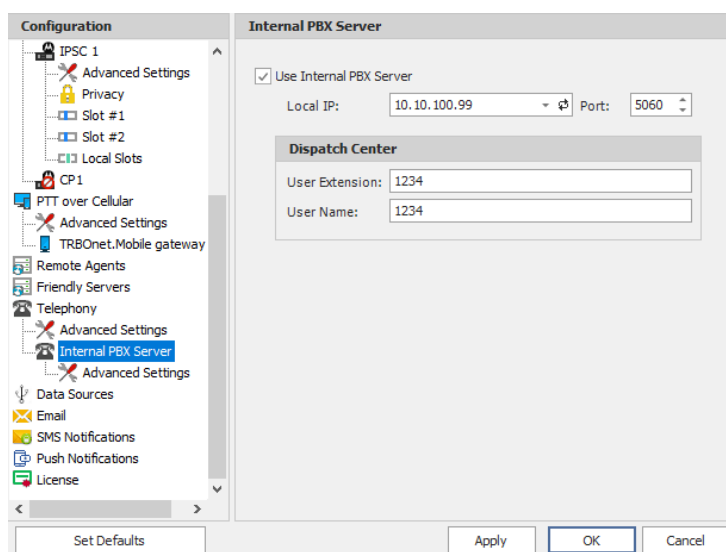 Configuration
IPSC 1
Advanced Settings
Privacy
Slot #1
Slot #2
Local Slots
CP1
PTT over Cellular
Advanced Settings
TRBOnet.Mobile gateway
Remote Agents
Friendly Servers
Telephony
Advanced Settings
Internal PBX Server
Advanced Settings
Data Sources
Email
SMS Notifications
Push Notifications
License
Set Defaults
Internal PBX Server
Use Internal PBX Server
Local IP: 10.10.100.99 Port: 5060
Dispatch Center
User Extension: 1234
User Name: 1234
Apply OK Cancel